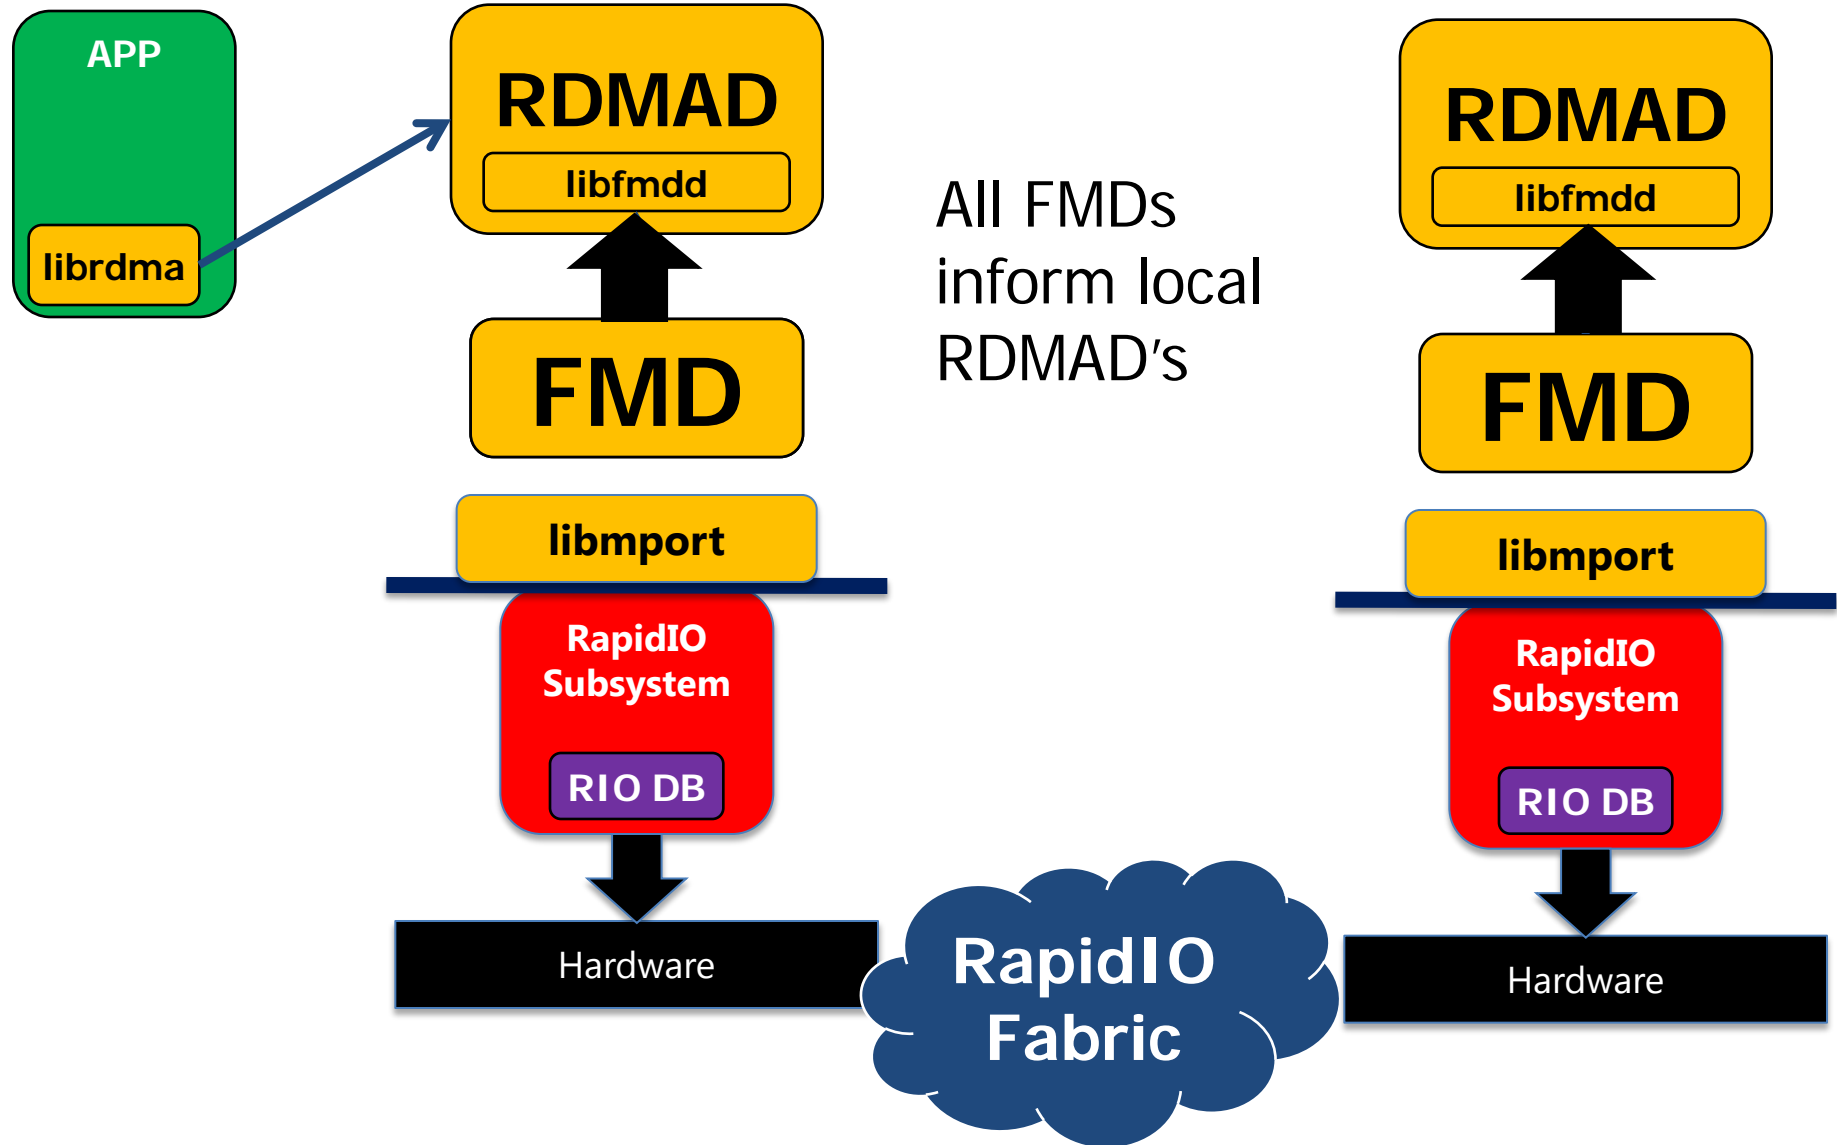 APP
librdma
RDMAD
libfmdd
FMD
libmport
RapidIO
Subsystem
RIO DB
Hardware
All FMDs
inform local
RDMAD's
RapidIO
Fabric
RDMAD
libfmdd
FMD
libmport
RapidIO
Subsystem
RIO DB
Hardware